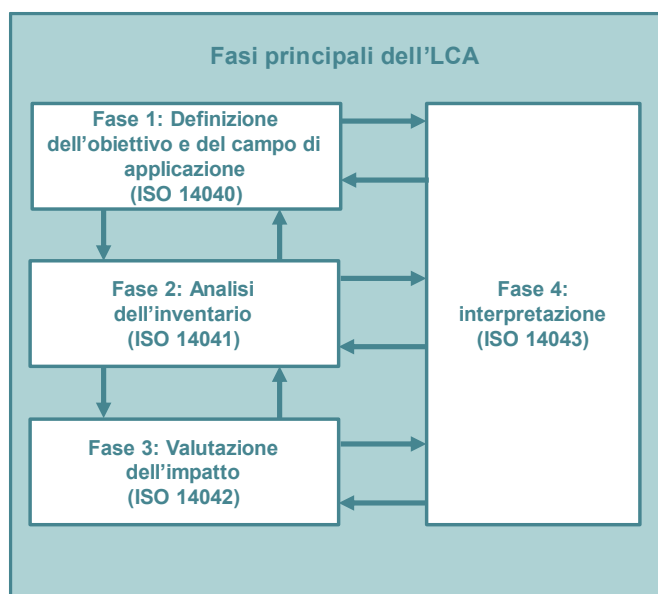 Fasi principali dell’LCA
Fase 1: Definizione
dell’obiettivo e del campo di
applicazione
(ISO 14040)
Fase 2: Analisi
dell’inventario
(ISO 14041)
Fase 3: Valutazione
dell’impatto
(ISO 14042)
Fase 4:
interpretazione
(ISO 14043)